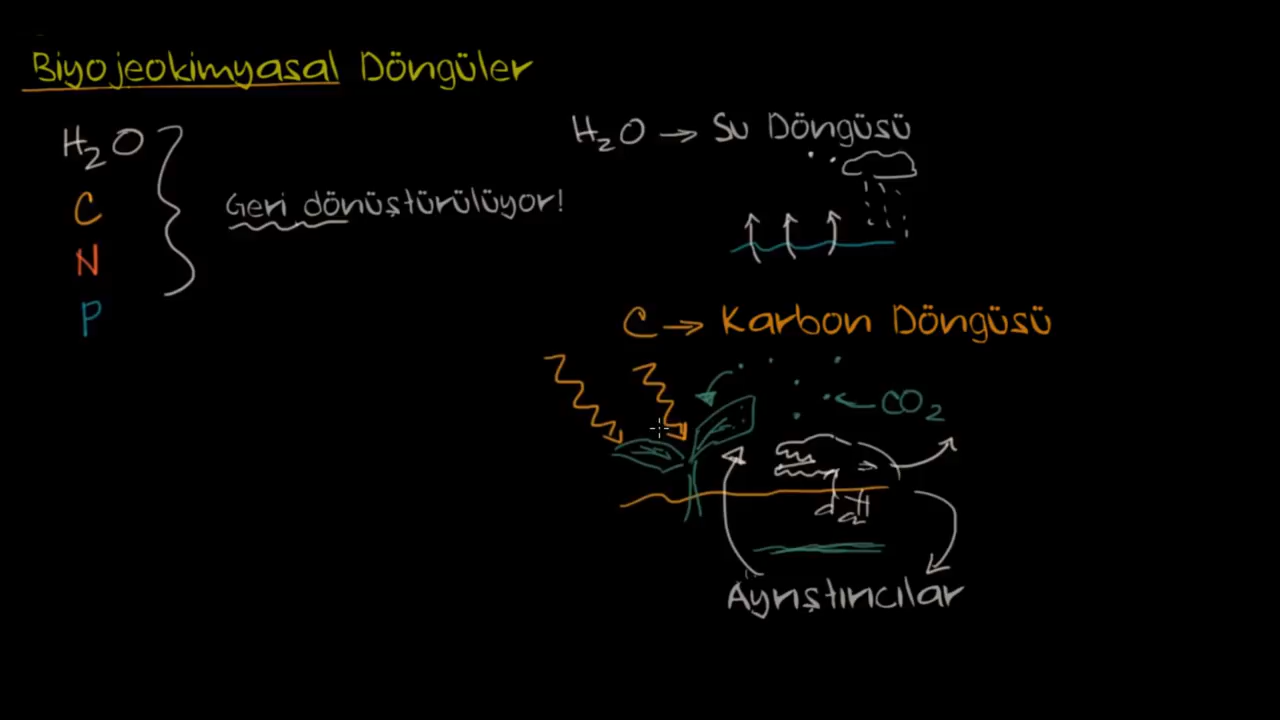 Biyojeokimyasal Döngüler
H₂O
C
N
P
Geri dönüştürülüyor!
H₂O → Su Döngüsü
C → Karbon Döngüsü
CO₂
Ayrıştırıcılar